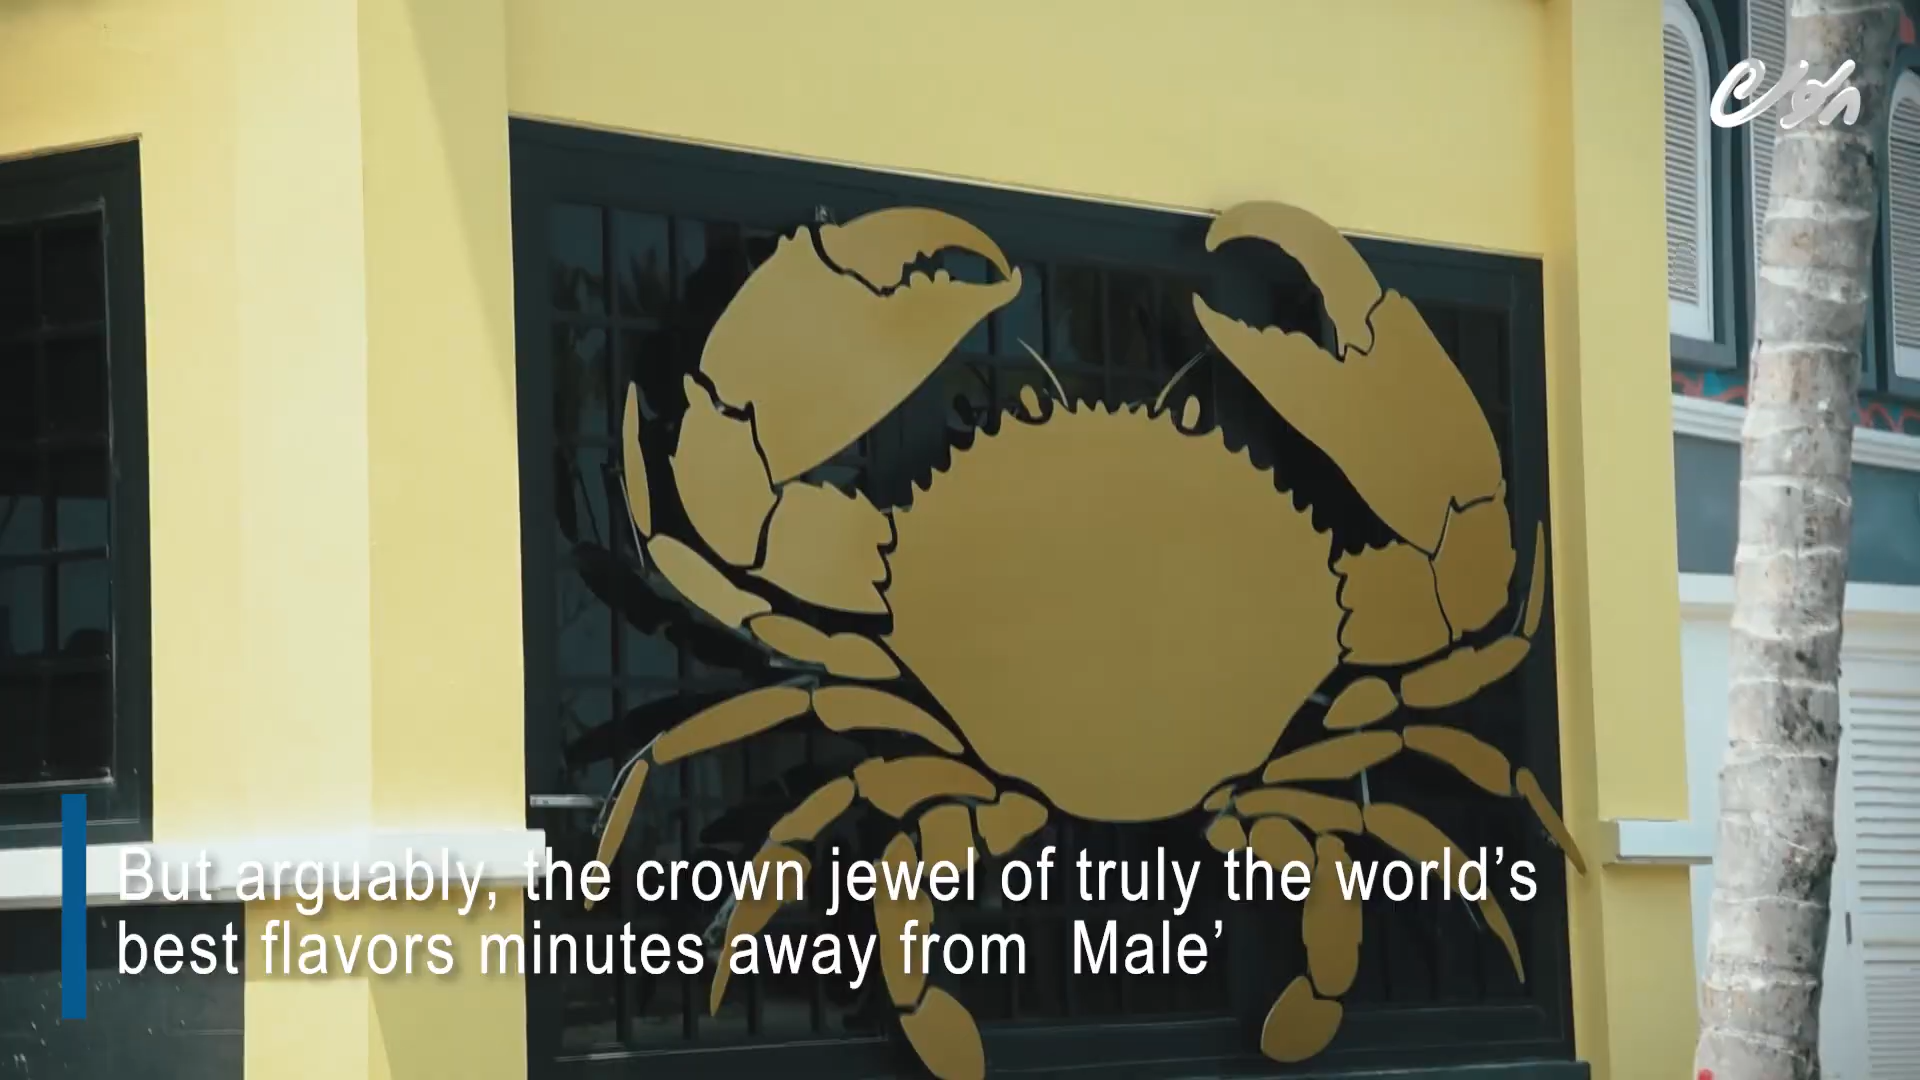 But arguably, the crown jewel of truly the world’s
best flavors minutes away from  Male’